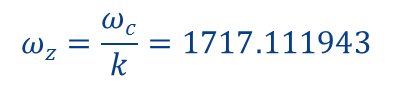 ω_z = ω_c / k = 1717.111943